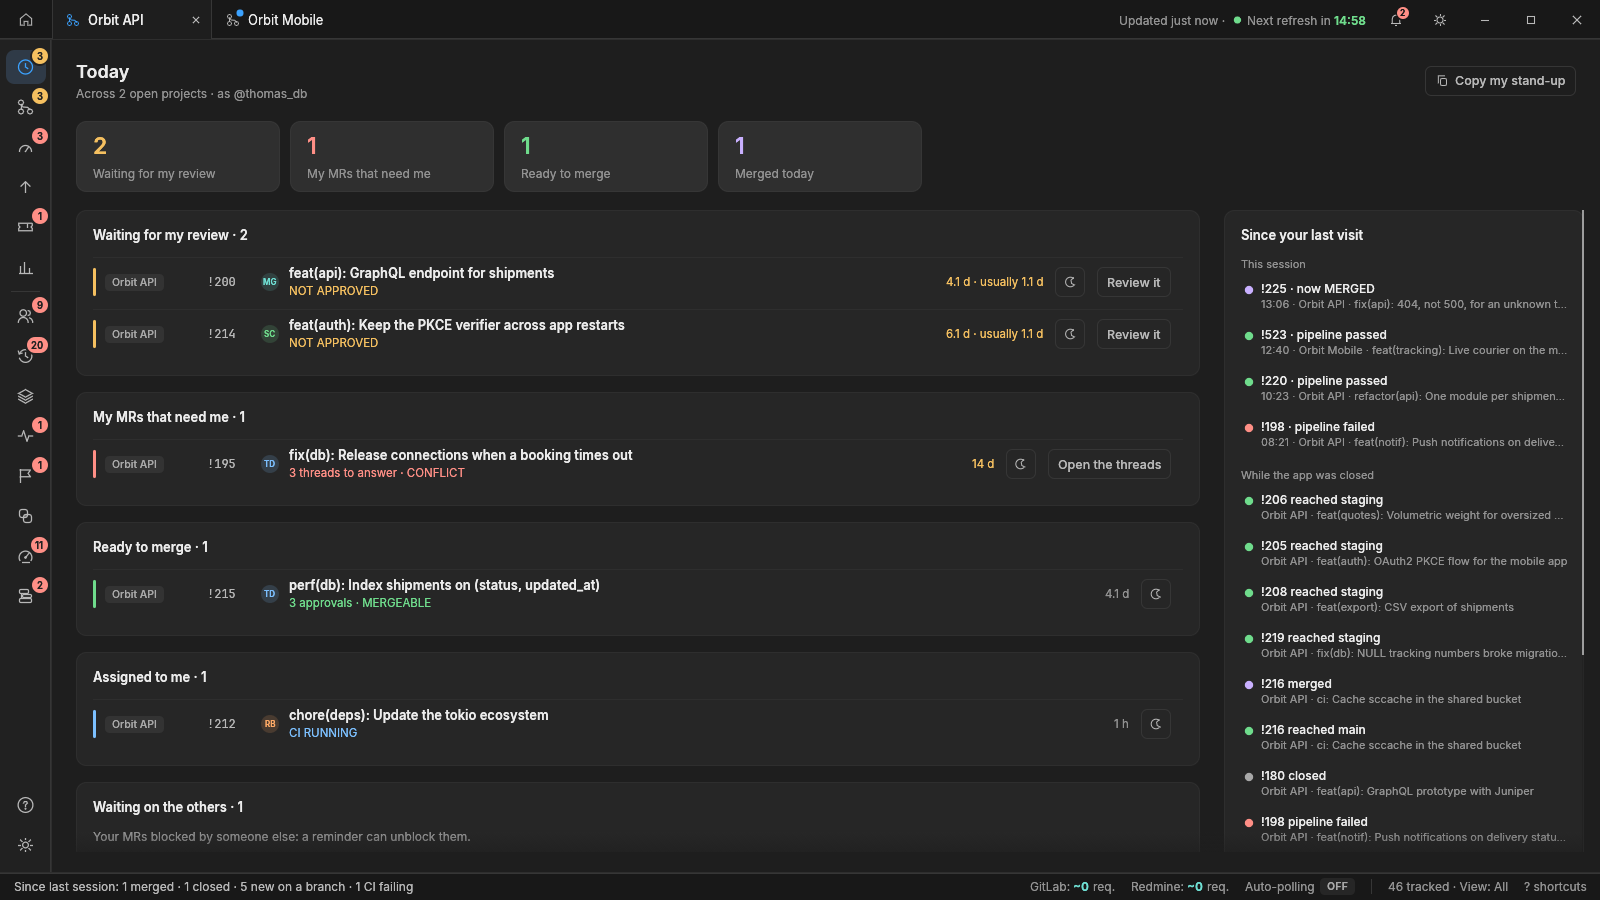 Orbit API
Orbit Mobile
Updated just now · Next refresh in 14:58
2
3
3
3
1
9
20
1
1
11
2
Today
Across 2 open projects · as @thomas_db
Copy my stand-up
2
Waiting for my review
1
My MRs that need me
1
Ready to merge
1
Merged today
Waiting for my review · 2
Orbit API !200 MG feat(api): GraphQL endpoint for shipments 4.1 d · usually 1.1 d Review it
NOT APPROVED
Orbit API !214 SC feat(auth): Keep the PKCE verifier across app restarts 6.1 d · usually 1.1 d Review it
NOT APPROVED
My MRs that need me · 1
Orbit API !195 TD fix(db): Release connections when a booking times out 14 d Open the threads
3 threads to answer · CONFLICT
Ready to merge · 1
Orbit API !215 TD perf(db): Index shipments on (status, updated_at) 4.1 d
3 approvals · MERGEABLE
Assigned to me · 1
Orbit API !212 RB chore(deps): Update the tokio ecosystem 1 h
CI RUNNING
Waiting on the others · 1
Your MRs blocked by someone else: a reminder can unblock them.
Since your last visit
This session
!225 · now MERGED
13:06 · Orbit API · fix(api): 404, not 500, for an unknown t...
!523 · pipeline passed
12:40 · Orbit Mobile · feat(tracking): Live courier on the m...
!220 · pipeline passed
10:23 · Orbit API · refactor(api): One module per shipmen...
!198 · pipeline failed
08:21 · Orbit API · feat(notif): Push notifications on delive...
While the app was closed
!206 reached staging
Orbit API · feat(quotes): Volumetric weight for oversized ...
!205 reached staging
Orbit API · feat(auth): OAuth2 PKCE flow for the mobile app
!208 reached staging
Orbit API · feat(export): CSV export of shipments
!219 reached staging
Orbit API · fix(db): NULL tracking numbers broke migratio...
!216 merged
Orbit API · ci: Cache sccache in the shared bucket
!216 reached main
Orbit API · ci: Cache sccache in the shared bucket
!180 closed
Orbit API · feat(api): GraphQL prototype with Juniper
!198 pipeline failed
Orbit API · feat(notif): Push notifications on delivery statu...
Since last session: 1 merged · 1 closed · 5 new on a branch · 1 CI failing
GitLab: ~0 req. Redmine: ~0 req. Auto-polling OFF 46 tracked · View: All ? shortcuts